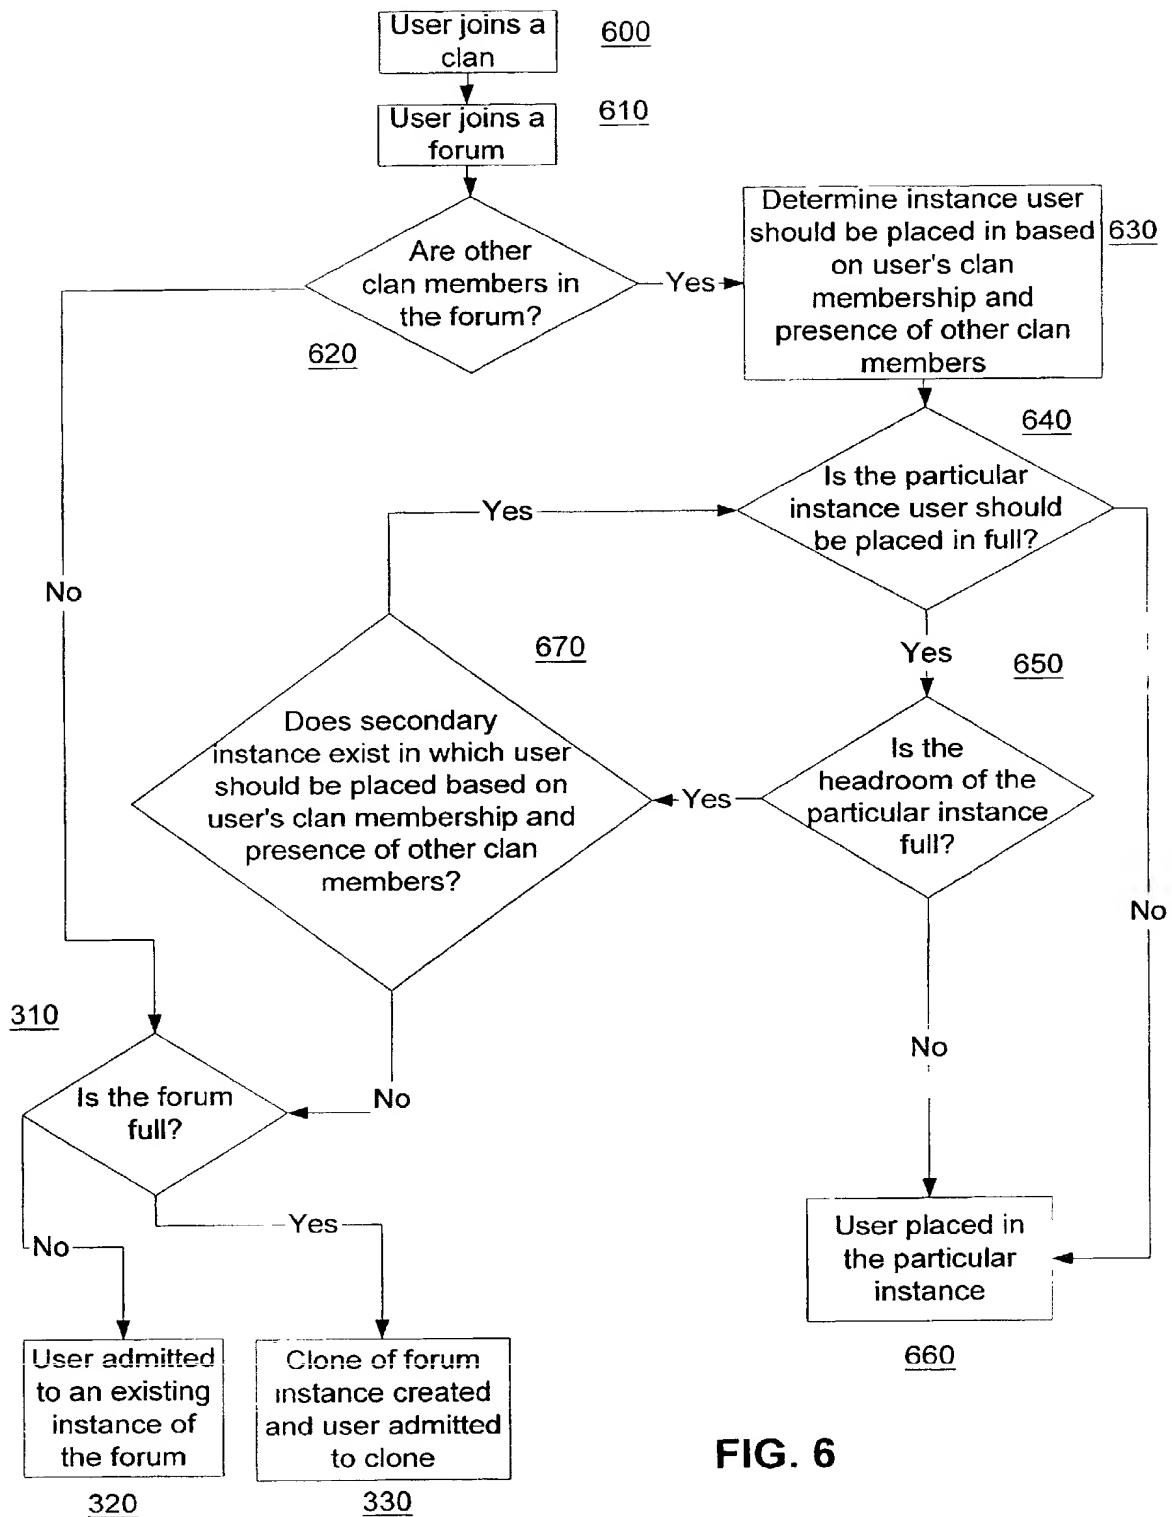 User joins a
clan
600
User joins a
forum
610
Are other
clan members in
the forum?
620
Yes
Determine instance user
should be placed in based
on user's clan
membership and
presence of other clan
members
630
640
Is the particular
instance user should
be placed in full?
Yes
No
670
Yes
650
Does secondary
instance exist in which user
should be placed based on
user's clan membership and
presence of other clan
members?
Is the
headroom of the
particular instance
full?
Yes
No
310
No
No
Is the forum
full?
Yes
No
User placed in
the particular
instance
660
User admitted
to an existing
instance of
the forum
320
Clone of forum
instance created
and user admitted
to clone
330
FIG. 6